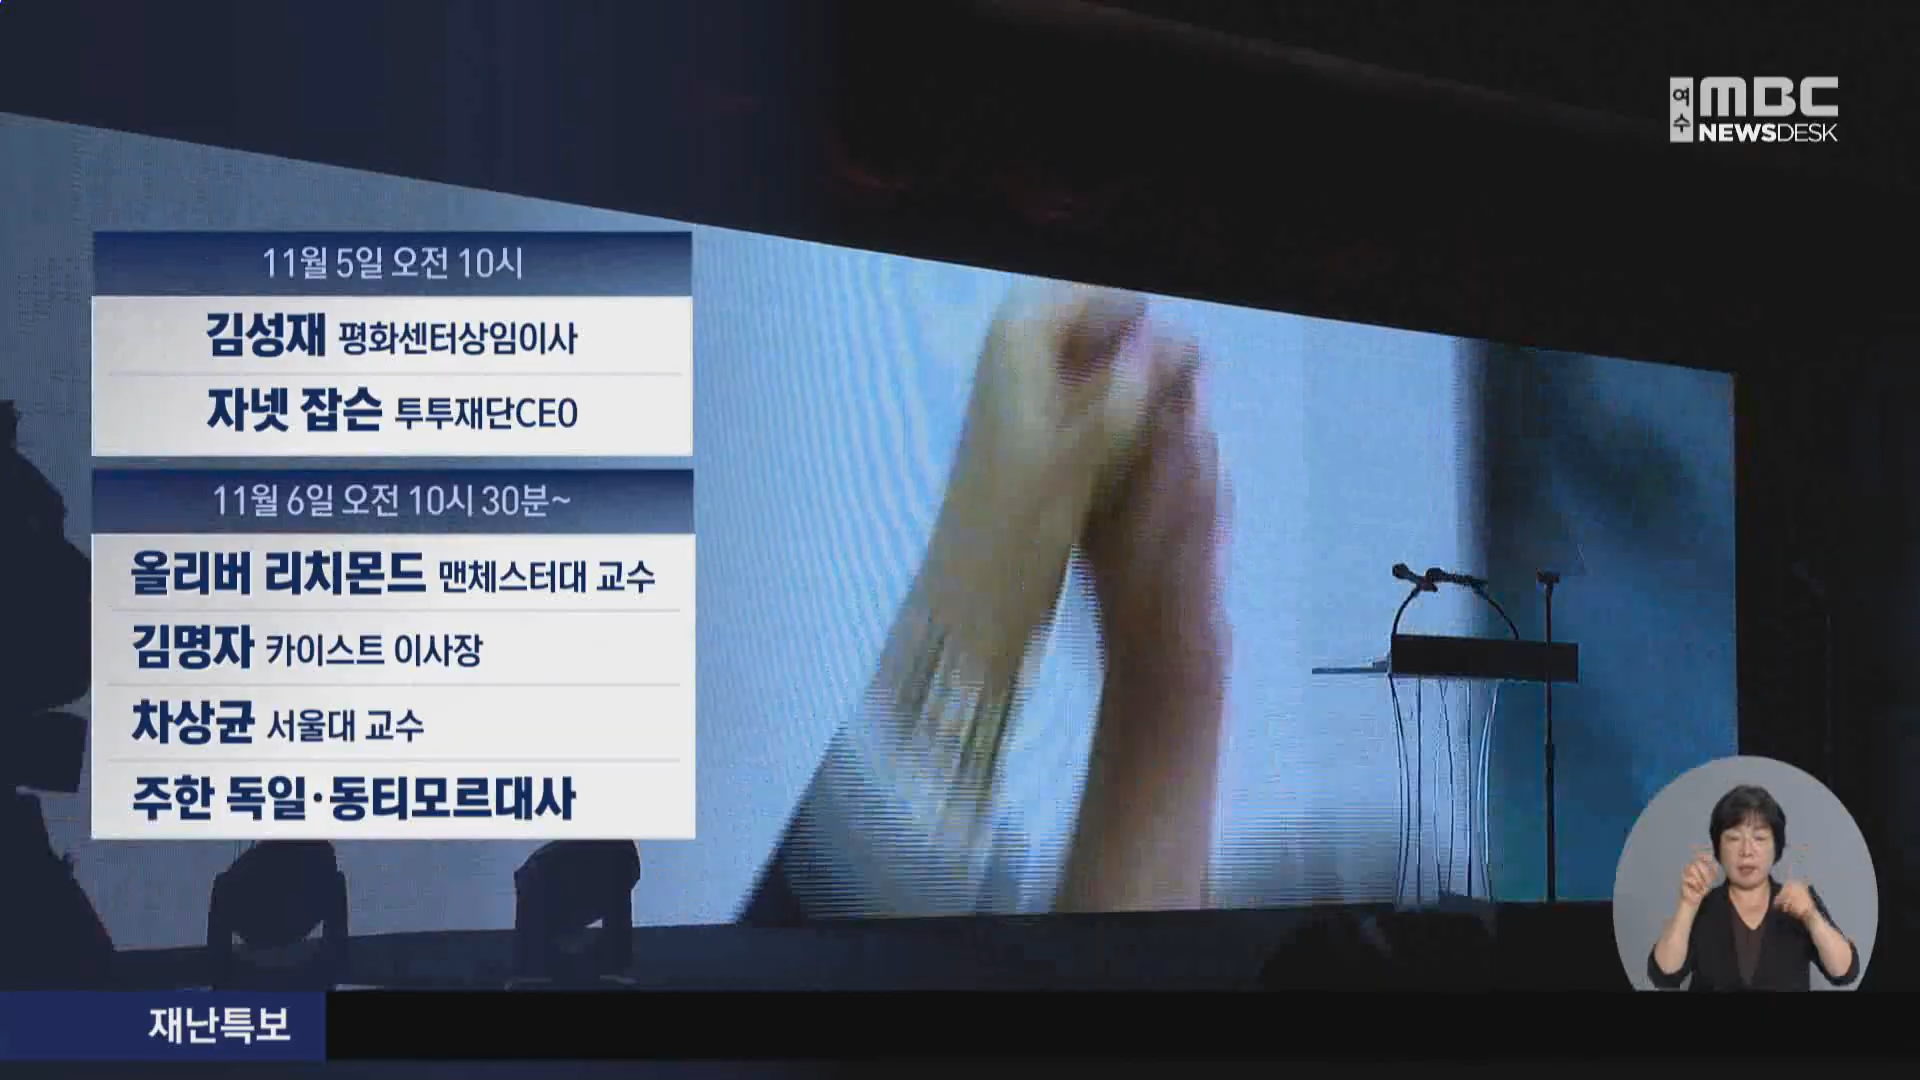 여수 MBC
NEWSDESK
11월 5일 오전 10시
김성재 평화센터상임이사
자넷 잡슨 투투재단CEO
11월 6일 오전 10시 30분~
올리버 리치몬드 맨체스터대 교수
김명자 카이스트 이사장
차상균 서울대 교수
주한 독일·동티모르대사
재난특보